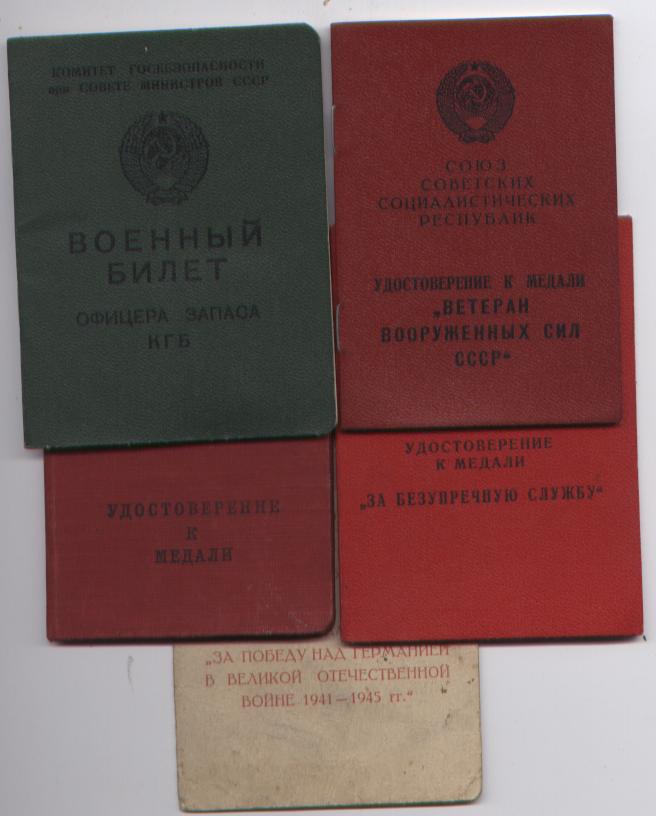 КОМИТЕТ ГОСБЕЗОПАСНОСТИ
при СОВЕТЕ МИНИСТРОВ СССР
ВОЕННЫЙ
БИЛЕТ
ОФИЦЕРА ЗАПАСА
КГБ
СОЮЗ
СОВЕТСКИХ
СОЦИАЛИСТИЧЕСКИХ
РЕСПУБЛИК
УДОСТОВЕРЕНИЕ К МЕДАЛИ
„ВЕТЕРАН
ВООРУЖЕННЫХ СИЛ
СССР“
УДОСТОВЕРЕНИЕ
К
МЕДАЛИ
УДОСТОВЕРЕНИЕ
К МЕДАЛИ
„ЗА БЕЗУПРЕЧНУЮ СЛУЖБУ“
„ЗА ПОБЕДУ НАД ГЕРМАНИЕЙ
В ВЕЛИКОЙ ОТЕЧЕСТВЕННОЙ
ВОЙНЕ 1941—1945 гг.“